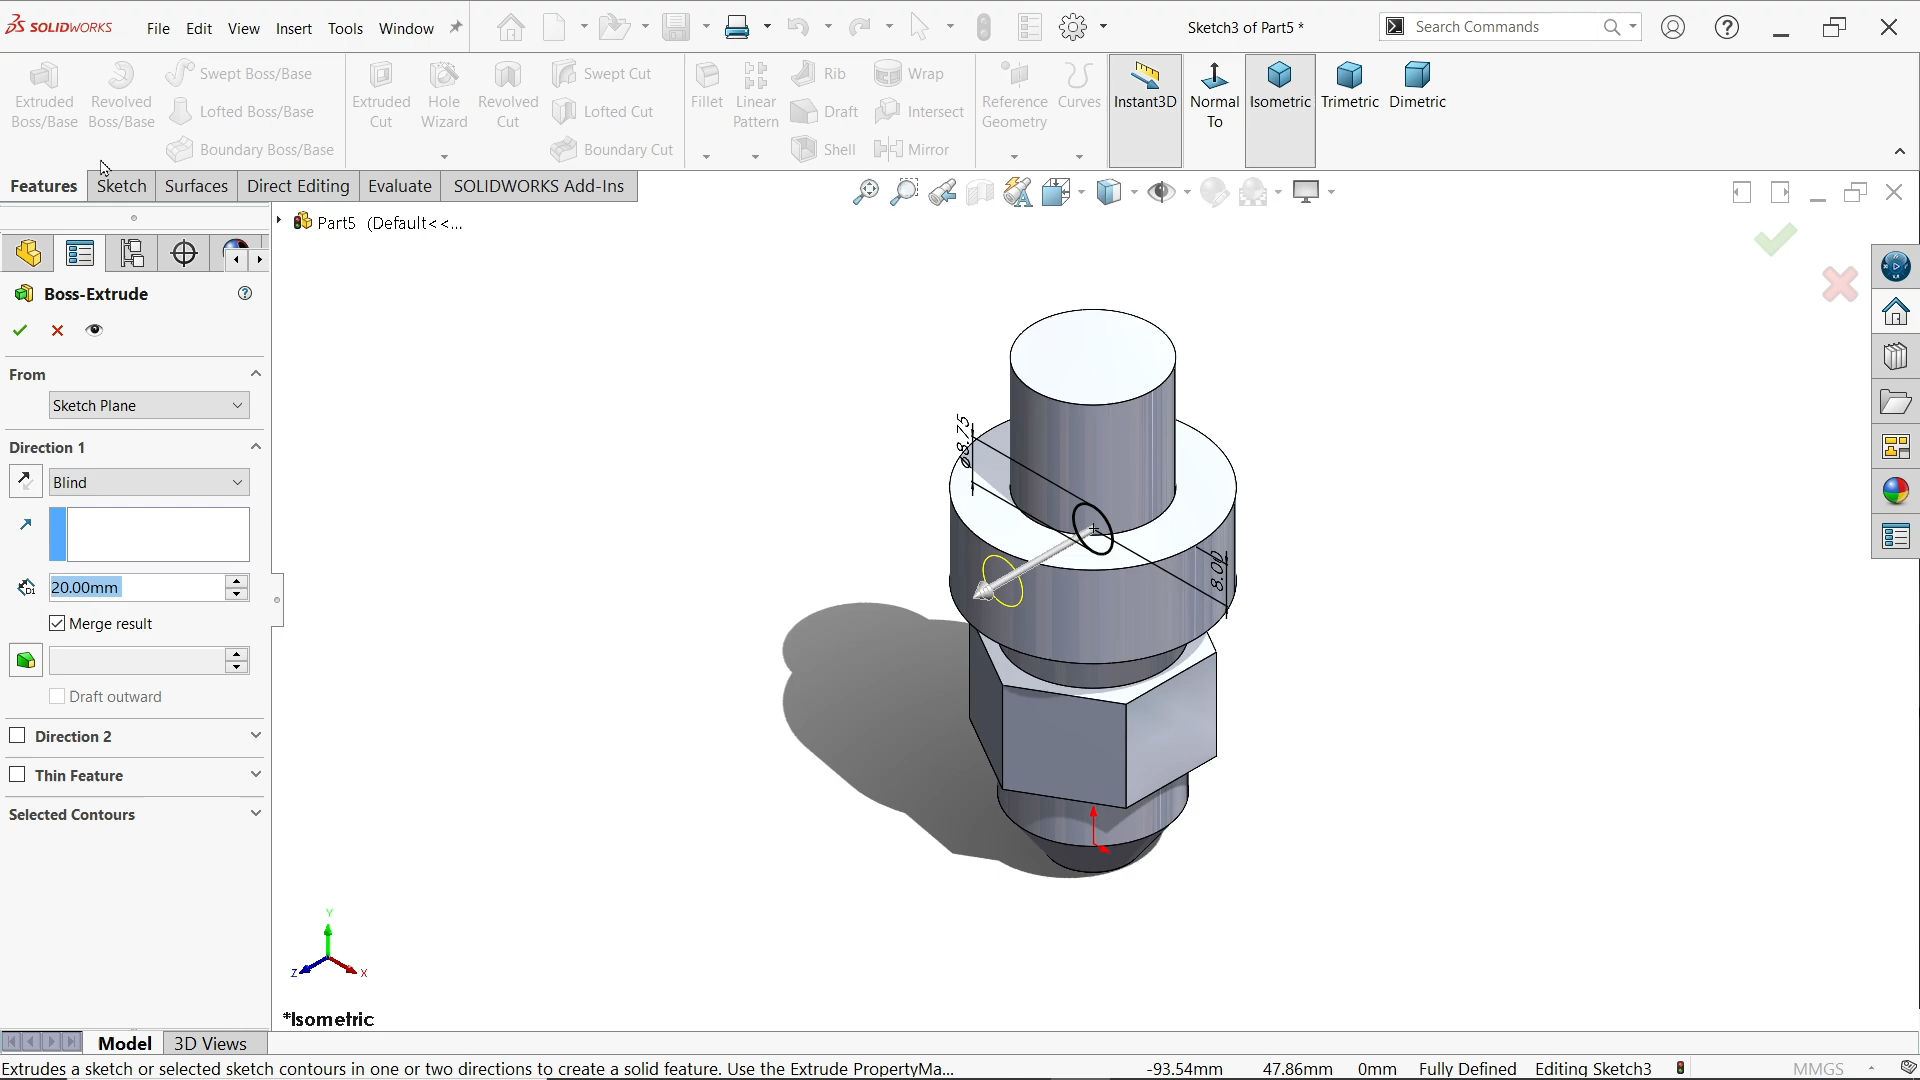 SOLIDWORKS File Edit View Insert Tools Window
Sketch3 of Part5 *
Search Commands
Extruded Boss/Base
Revolved Boss/Base
Swept Boss/Base
Lofted Boss/Base
Boundary Boss/Base
Extruded Cut
Hole Wizard
Revolved Cut
Swept Cut
Lofted Cut
Boundary Cut
Fillet
Linear Pattern
Rib
Draft
Shell
Wrap
Intersect
Mirror
Reference Geometry
Curves
Instant3D
Normal To
Isometric
Trimetric
Dimetric
Features Sketch Surfaces Direct Editing Evaluate SOLIDWORKS Add-Ins
Part5 (Default<<...
Boss-Extrude
From
Sketch Plane
Direction 1
Blind
D1
20.00mm
Merge result
Draft outward
Direction 2
Thin Feature
Selected Contours
ø8.75
8.00
Y
Z
X
*Isometric
Model 3D Views
Extrudes a sketch or selected sketch contours in one or two directions to create a solid feature. Use the Extrude PropertyMa...
-93.54mm 47.86mm 0mm Fully Defined Editing Sketch3 MMGS